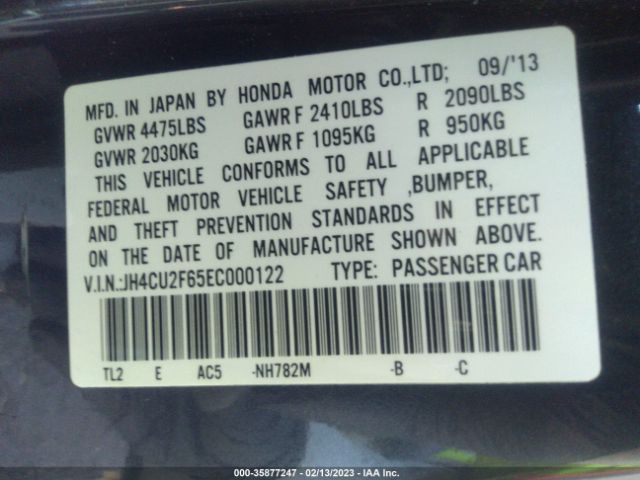 MFD. IN JAPAN BY HONDA MOTOR CO.,LTD; 09/'13
GVWR 4475LBS GAWR F 2410LBS R 2090LBS
GVWR 2030KG GAWR F 1095KG R 950KG
THIS VEHICLE CONFORMS TO ALL APPLICABLE
FEDERAL MOTOR VEHICLE SAFETY ,BUMPER,
AND THEFT PREVENTION STANDARDS IN EFFECT
ON THE DATE OF MANUFACTURE SHOWN ABOVE.
V.I.N.:JH4CU2F65EC000122 TYPE: PASSENGER CAR
TL2 E AC5 -NH782M -B -C
000-35877247 - 02/13/2023 - IAA Inc.